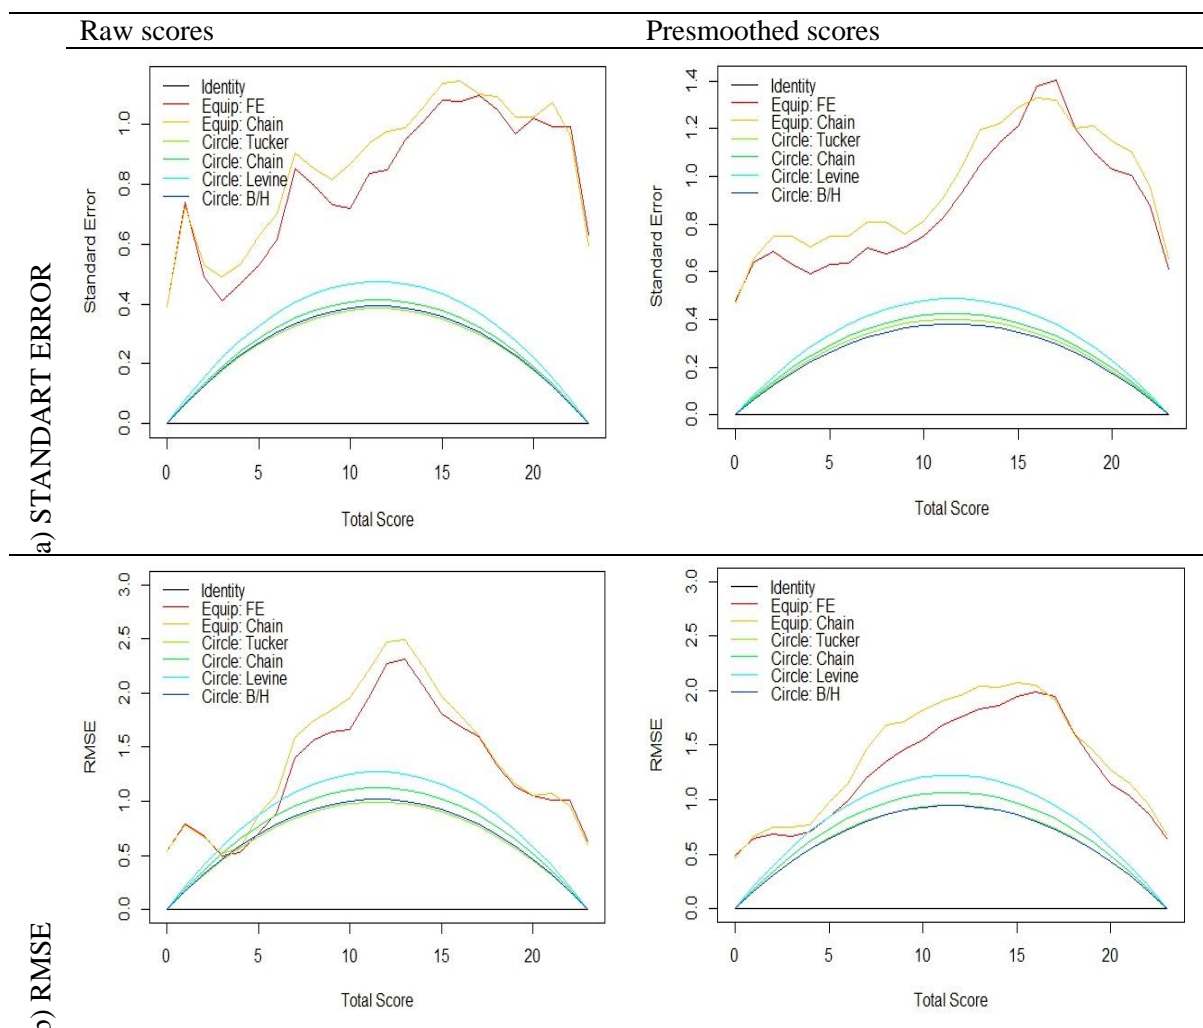 Raw scores
Presmoothed scores
a) STANDART ERROR
Identity
Equip: FE
Equip: Chain
Circle: Tucker
Circle: Chain
Circle: Levine
Circle: B/H
Standard Error
0.0 0.2 0.4 0.6 0.8 1.0
0 5 10 15 20
Total Score
Identity
Equip: FE
Equip: Chain
Circle: Tucker
Circle: Chain
Circle: Levine
Circle: B/H
Standard Error
0.0 0.2 0.4 0.6 0.8 1.0 1.2 1.4
0 5 10 15 20
Total Score
b) RMSE
Identity
Equip: FE
Equip: Chain
Circle: Tucker
Circle: Chain
Circle: Levine
Circle: B/H
RMSE
0.0 0.5 1.0 1.5 2.0 2.5 3.0
0 5 10 15 20
Total Score
Identity
Equip: FE
Equip: Chain
Circle: Tucker
Circle: Chain
Circle: Levine
Circle: B/H
RMSE
0.0 0.5 1.0 1.5 2.0 2.5 3.0
0 5 10 15 20
Total Score